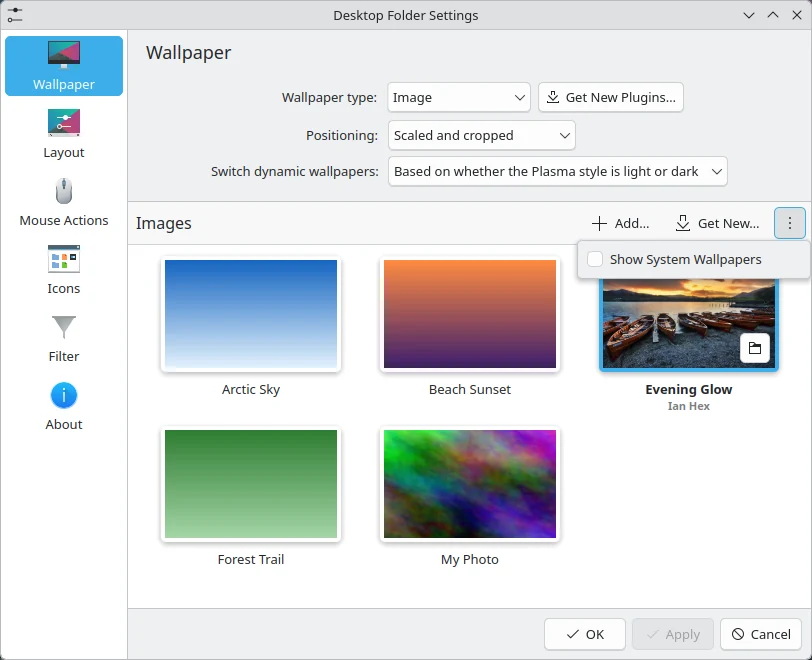 Desktop Folder Settings
Wallpaper
Layout
Mouse Actions
Icons
Filter
About
Wallpaper
Wallpaper type: Image Get New Plugins...
Positioning: Scaled and cropped
Switch dynamic wallpapers: Based on whether the Plasma style is light or dark
Images Add... Get New...
Show System Wallpapers
Arctic Sky
Beach Sunset
Evening Glow
Ian Hex
Forest Trail
My Photo
OK Apply Cancel